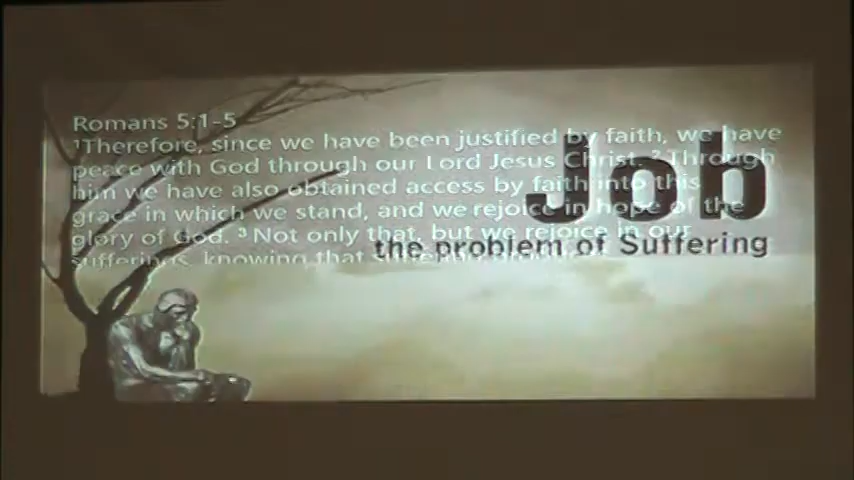 Romans 5:1-5
¹Therefore, since we have been justified by faith, we have
peace with God through our Lord Jesus Christ. ² Through
him we have also obtained access by faith into this
grace in which we stand, and we rejoice in hope of the
glory of God. ³ Not only that, but we rejoice in our
sufferings, knowing that
Job
the problem of Suffering